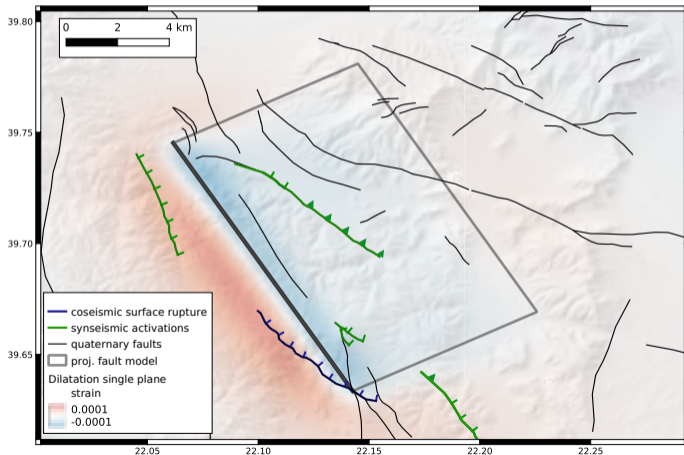 39.80
0 2 4 km
39.75
39.70
39.65
coseismic surface rupture
synseismic activations
quaternary faults
proj. fault model
Dilatation single plane
strain
0.0001
-0.0001
22.05 22.10 22.15 22.20 22.25